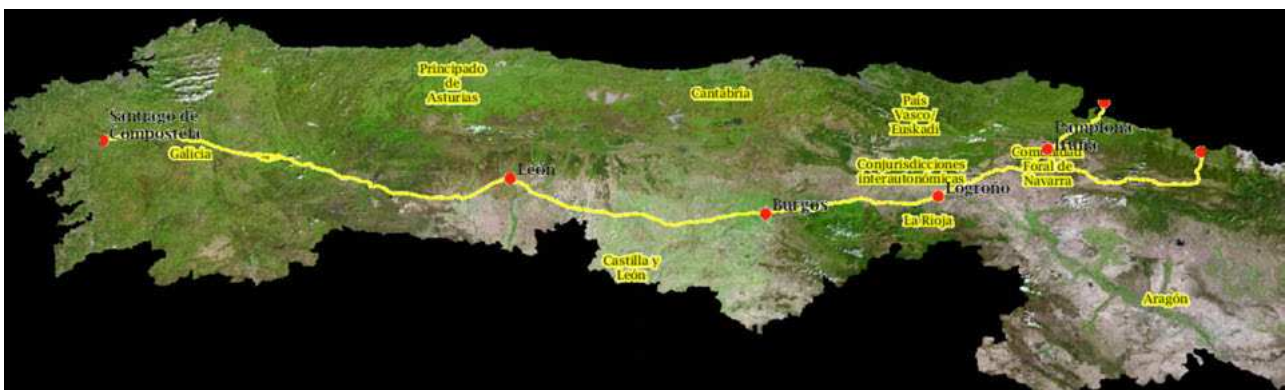 Principado
de
Asturias
Cantabria
País
Vasco/
Euskadi
Santiago de
Compostela
Galicia
León
Pamplona
Iruña
Comunidad
Foral de
Navarra
Conjurisdicciones
interautonómicas
Logroño
La Rioja
Burgos
Castilla y
León
Aragón